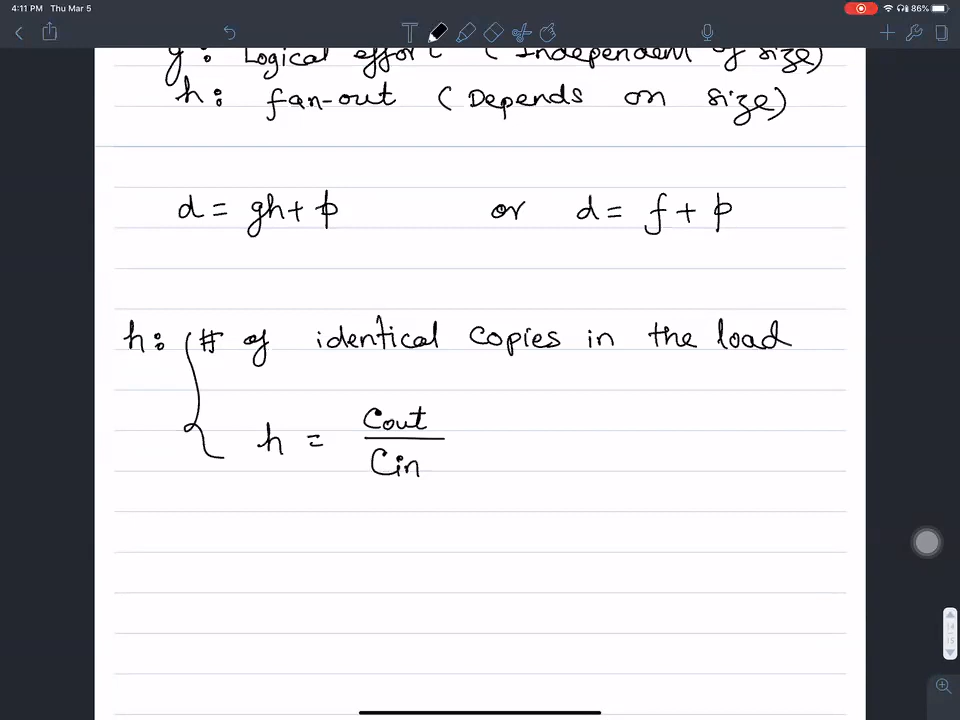 4:11 PM Thu Mar 5
86%
g: Logical effort (Independent of size)
h: fan-out (Depends on size)
d = gh + p or d = f + p
h: # of identical copies in the load
h = Cout / Cin